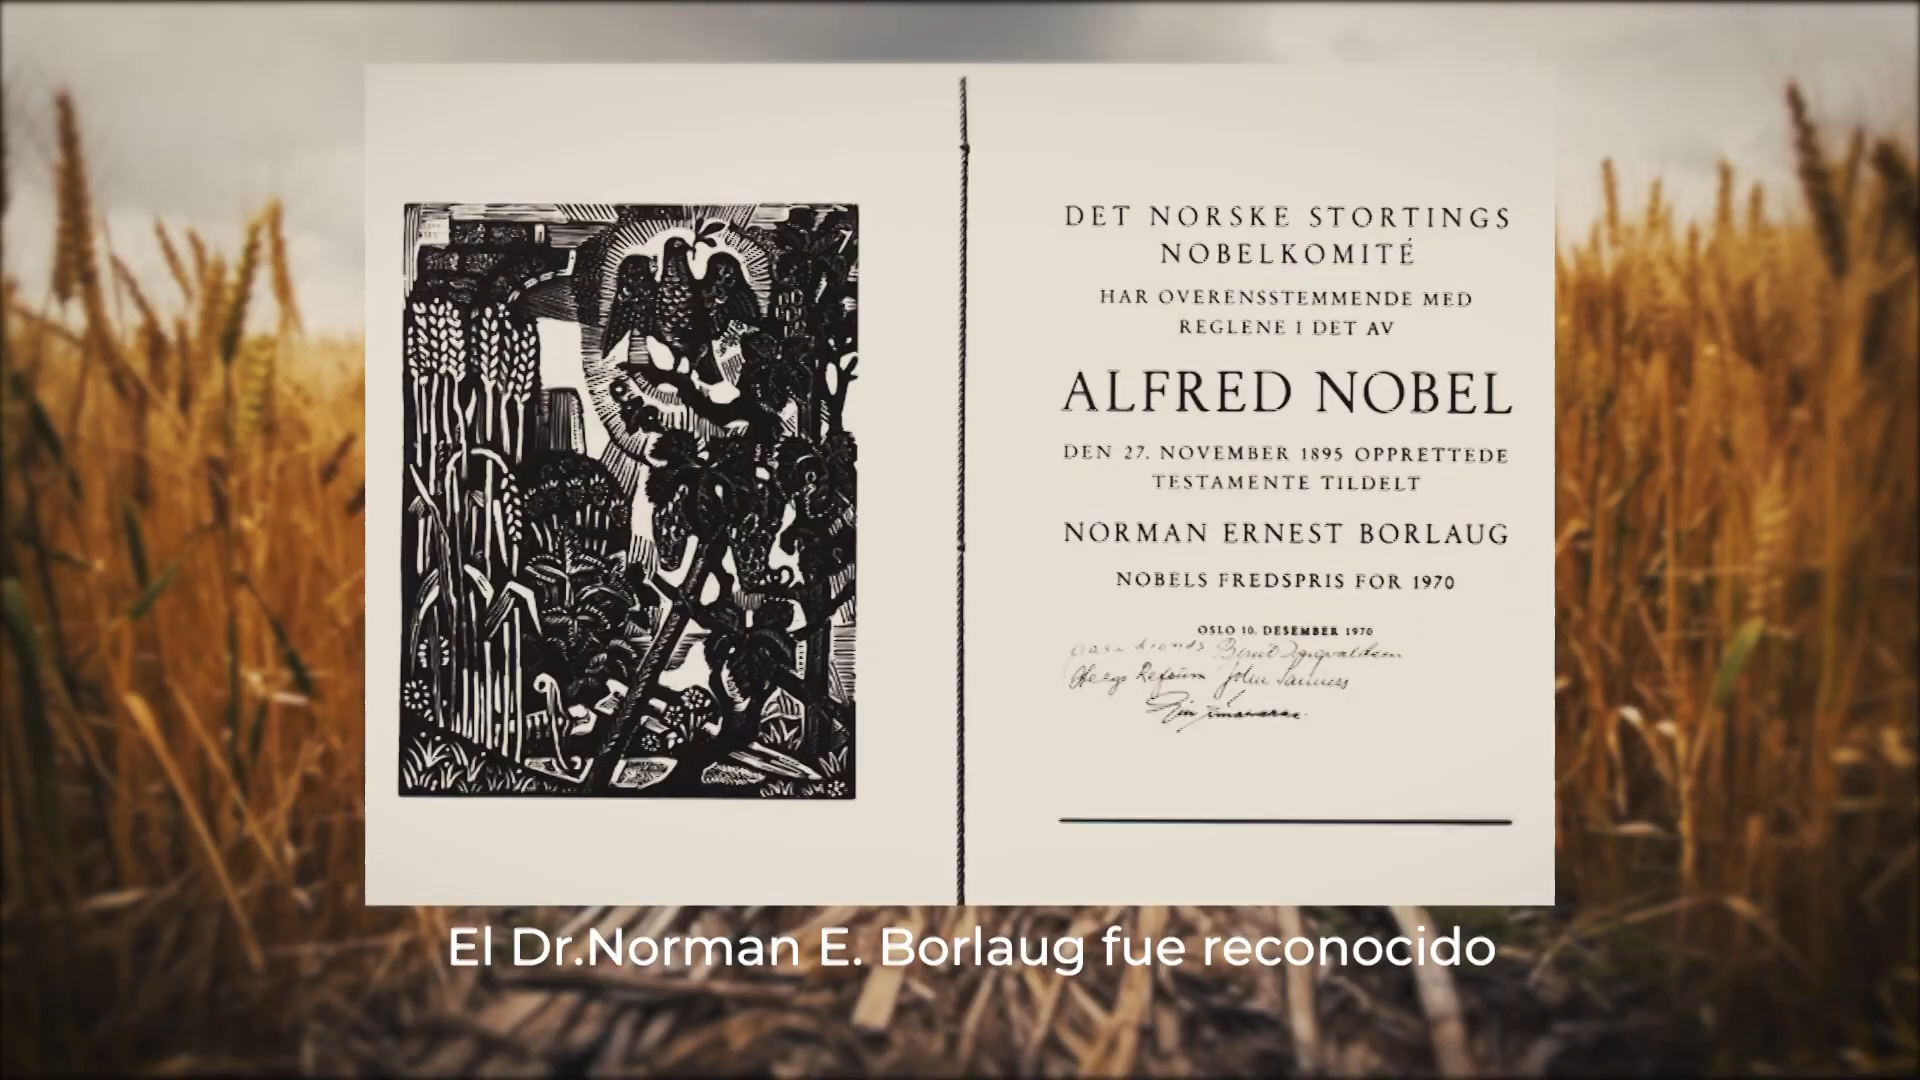 DET NORSKE STORTINGS
NOBELKOMITÉ
HAR OVERENSSTEMMENDE MED
REGLENE I DET AV
ALFRED NOBEL
DEN 27. NOVEMBER 1895 OPPRETTEDE
TESTAMENTE TILDELT
NORMAN ERNEST BORLAUG
NOBELS FREDSPRIS FOR 1970
OSLO 10. DESEMBER 1970
El Dr.Norman E. Borlaug fue reconocido